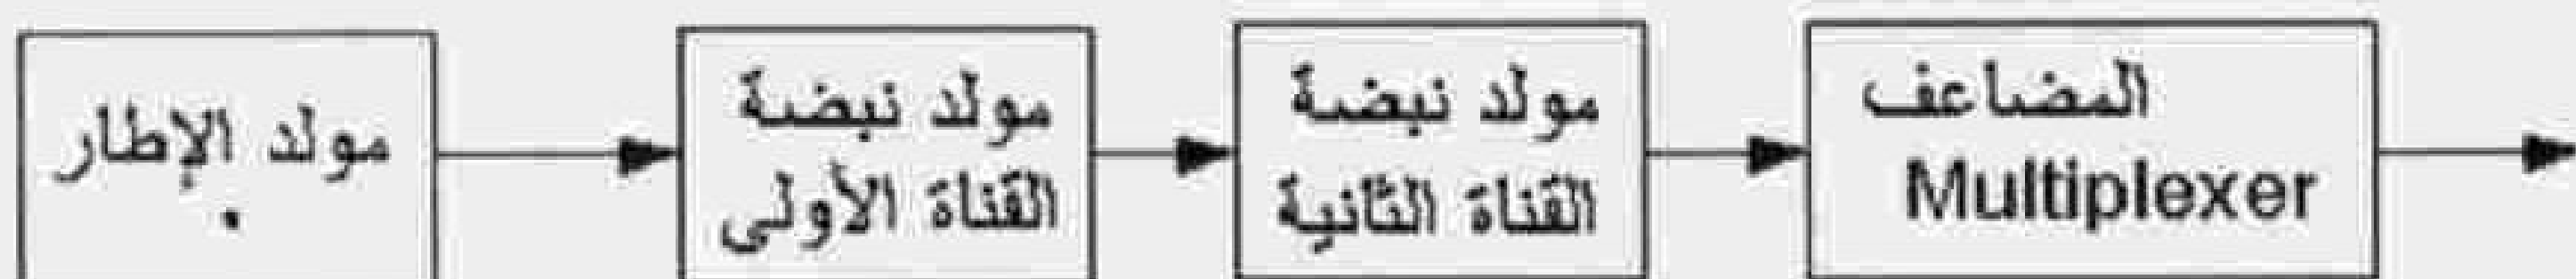 مولد الإطار
مولد نبضة
القناة الأولى
مولد نبضة
القناة الثانية
المضاعف
Multiplexer